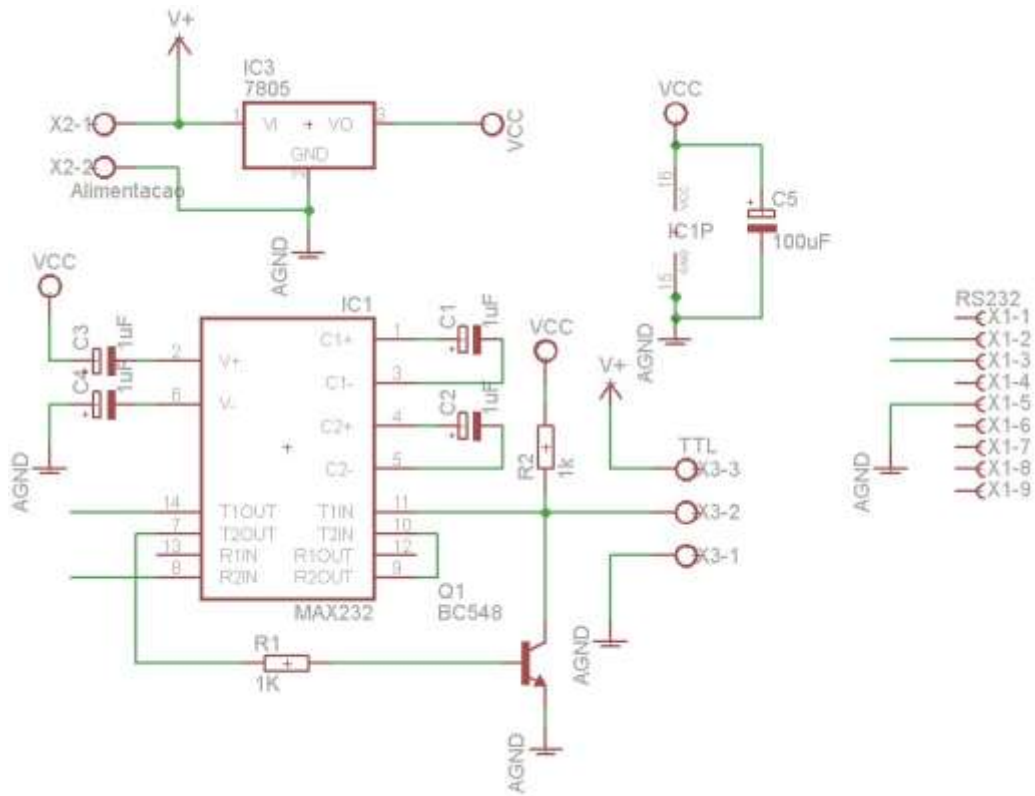 V+
IC3
7805
X2-1
1
VI
+
VO
3
VCC
GND
X2-2
Alimentacao
AGND
VCC
16
VCC
IC1P
GND
15
C5
+
100uF
AGND
VCC
C3
1uF
+
C4
1uF
+
AGND
IC1
2
V+
6
V-
C1+
1
C1-
3
C2+
4
C2-
5
+
C1
1uF
+
C2
1uF
+
14
T1OUT
T1IN
11
7
T2OUT
T2IN
10
13
R1IN
R1OUT
12
8
R2IN
R2OUT
9
MAX232
VCC
R2
1k
V+
TTL
X3-3
X3-2
X3-1
AGND
Q1
BC548
R1
1K
AGND
RS232
X1-1
X1-2
X1-3
X1-4
X1-5
X1-6
X1-7
X1-8
X1-9
AGND